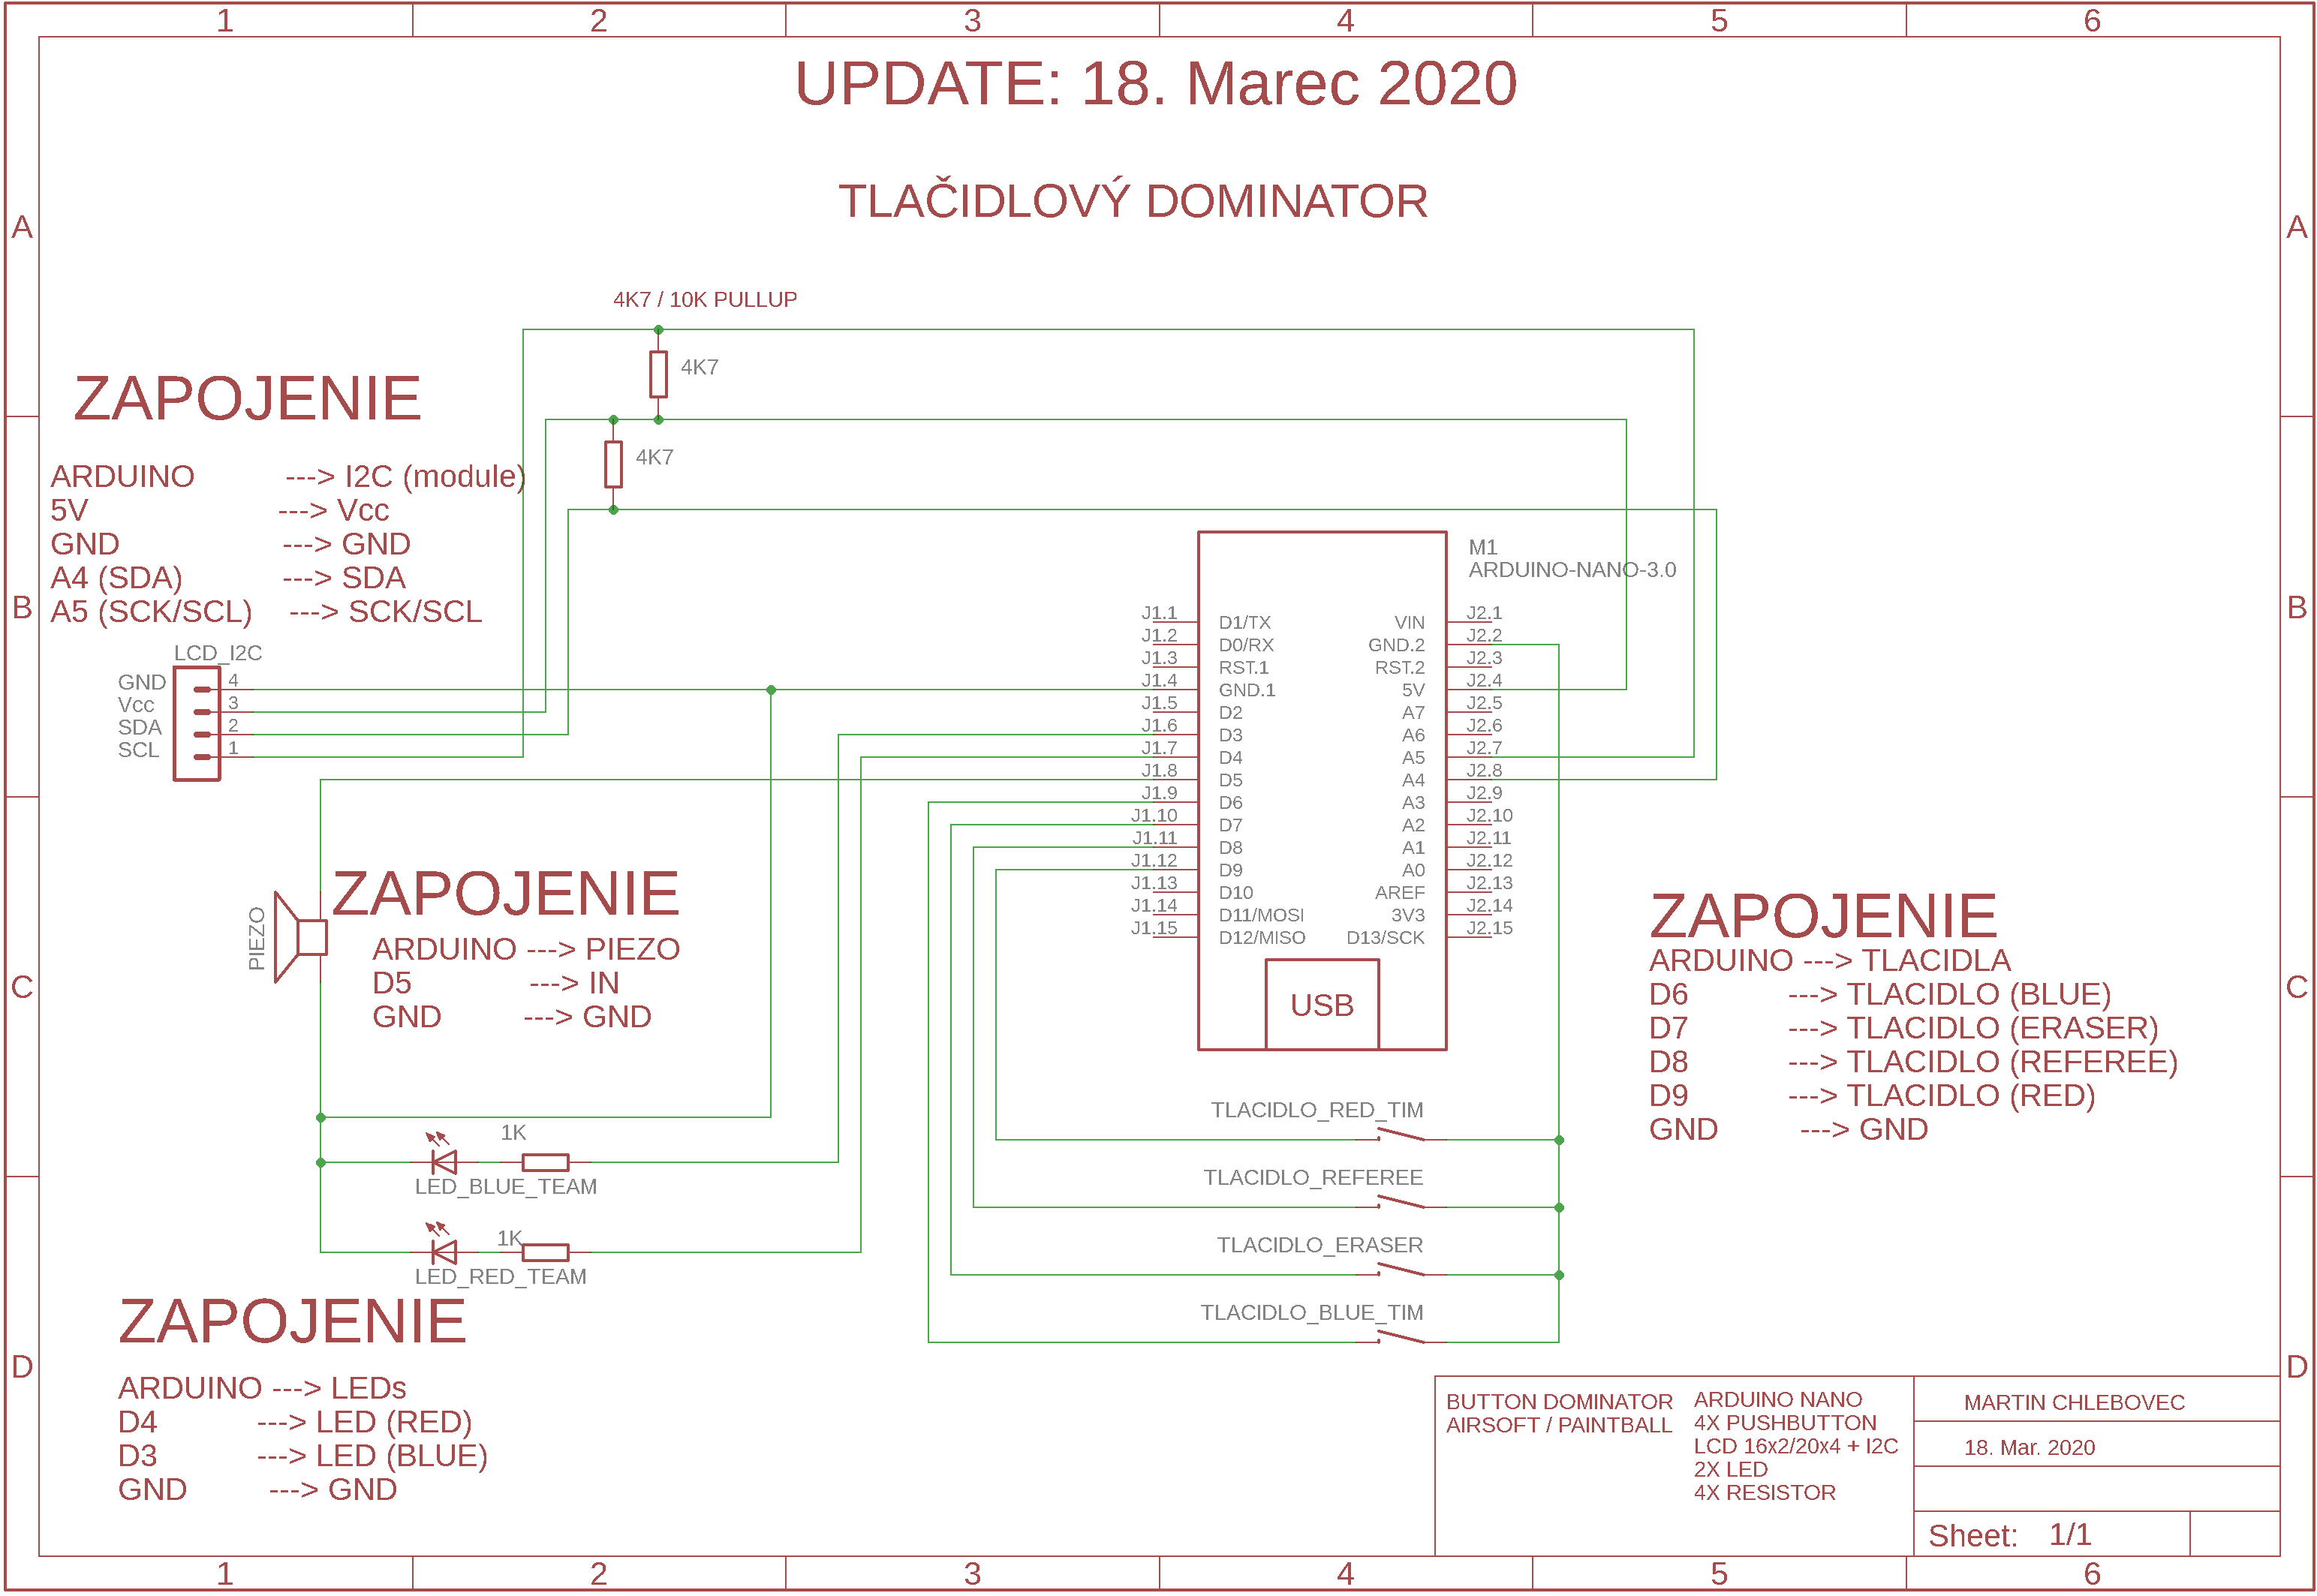 1 2 3 4 5 6
UPDATE: 18. Marec 2020
TLAČIDLOVÝ DOMINATOR
A
A
4K7 / 10K PULLUP
4K7
4K7
ZAPOJENIE
ARDUINO ---> I2C (module)
5V ---> Vcc
GND ---> GND
A4 (SDA) ---> SDA
A5 (SCK/SCL) ---> SCK/SCL
B
B
LCD_I2C
GND 4
Vcc 3
SDA 2
SCL 1
M1
ARDUINO-NANO-3.0
J1.1 D1/TX VIN J2.1
J1.2 D0/RX GND.2 J2.2
J1.3 RST.1 RST.2 J2.3
J1.4 GND.1 5V J2.4
J1.5 D2 A7 J2.5
J1.6 D3 A6 J2.6
J1.7 D4 A5 J2.7
J1.8 D5 A4 J2.8
J1.9 D6 A3 J2.9
J1.10 D7 A2 J2.10
J1.11 D8 A1 J2.11
J1.12 D9 A0 J2.12
J1.13 D10 AREF J2.13
J1.14 D11/MOSI 3V3 J2.14
J1.15 D12/MISO D13/SCK J2.15
USB
PIEZO
ZAPOJENIE
ARDUINO ---> PIEZO
D5 ---> IN
GND ---> GND
C
C
ZAPOJENIE
ARDUINO ---> TLACIDLA
D6 ---> TLACIDLO (BLUE)
D7 ---> TLACIDLO (ERASER)
D8 ---> TLACIDLO (REFEREE)
D9 ---> TLACIDLO (RED)
GND ---> GND
TLACIDLO_RED_TIM
TLACIDLO_REFEREE
TLACIDLO_ERASER
TLACIDLO_BLUE_TIM
1K
LED_BLUE_TEAM
1K
LED_RED_TEAM
ZAPOJENIE
ARDUINO ---> LEDs
D4 ---> LED (RED)
D3 ---> LED (BLUE)
GND ---> GND
D
D
BUTTON DOMINATOR
AIRSOFT / PAINTBALL
ARDUINO NANO
4X PUSHBUTTON
LCD 16x2/20x4 + I2C
2X LED
4X RESISTOR
MARTIN CHLEBOVEC
18. Mar. 2020
Sheet: 1/1
1 2 3 4 5 6